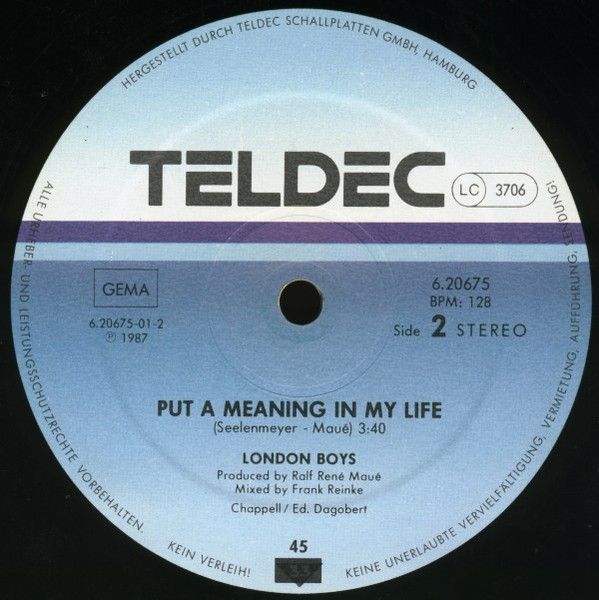 HERGESTELLT DURCH TELDEC SCHALLPLATTEN GMBH, HAMBURG
TELDEC
LC 3706
GEMA
6.20675-01-2
℗ 1987
6.20675
BPM: 128
Side 2 STEREO
PUT A MEANING IN MY LIFE
(Seelenmeyer - Maué) 3:40
LONDON BOYS
Produced by Ralf René Maué
Mixed by Frank Reinke
Chappell / Ed. Dagobert
45
33
ALLE URHEBER- UND LEISTUNGSSCHUTZRECHTE VORBEHALTEN. KEIN VERLEIH! KEINE UNERLAUBTE VERVIELFÄLTIGUNG, VERMIETUNG, AUFFÜHRUNG, SENDUNG!